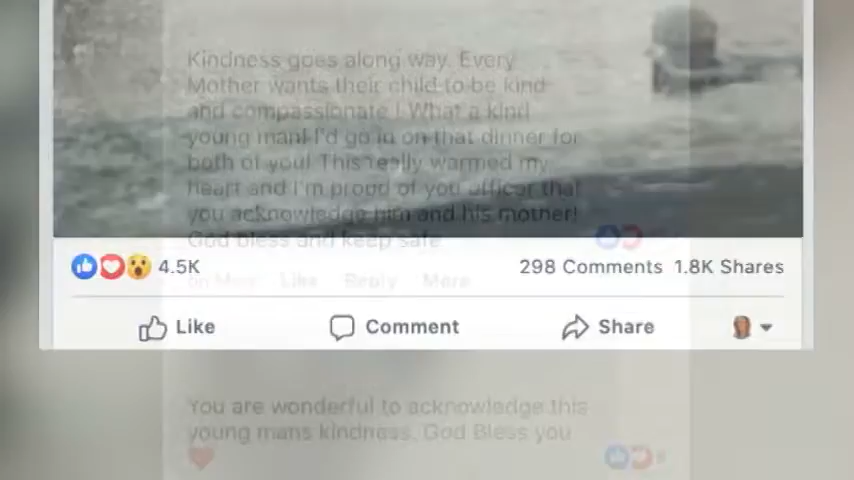 Kindness goes along way. Every
Mother wants their child to be kind
and compassionate ! What a kind
young man! I'd go in on that dinner for
both of you! This really warmed my
heart and I'm proud of you officer that
you acknowledge him and his mother!
God bless and keep safe
4.5K
298 Comments 1.8K Shares
Like Reply More
Like
Comment
Share
You are wonderful to acknowledge this
young mans kindness. God Bless you